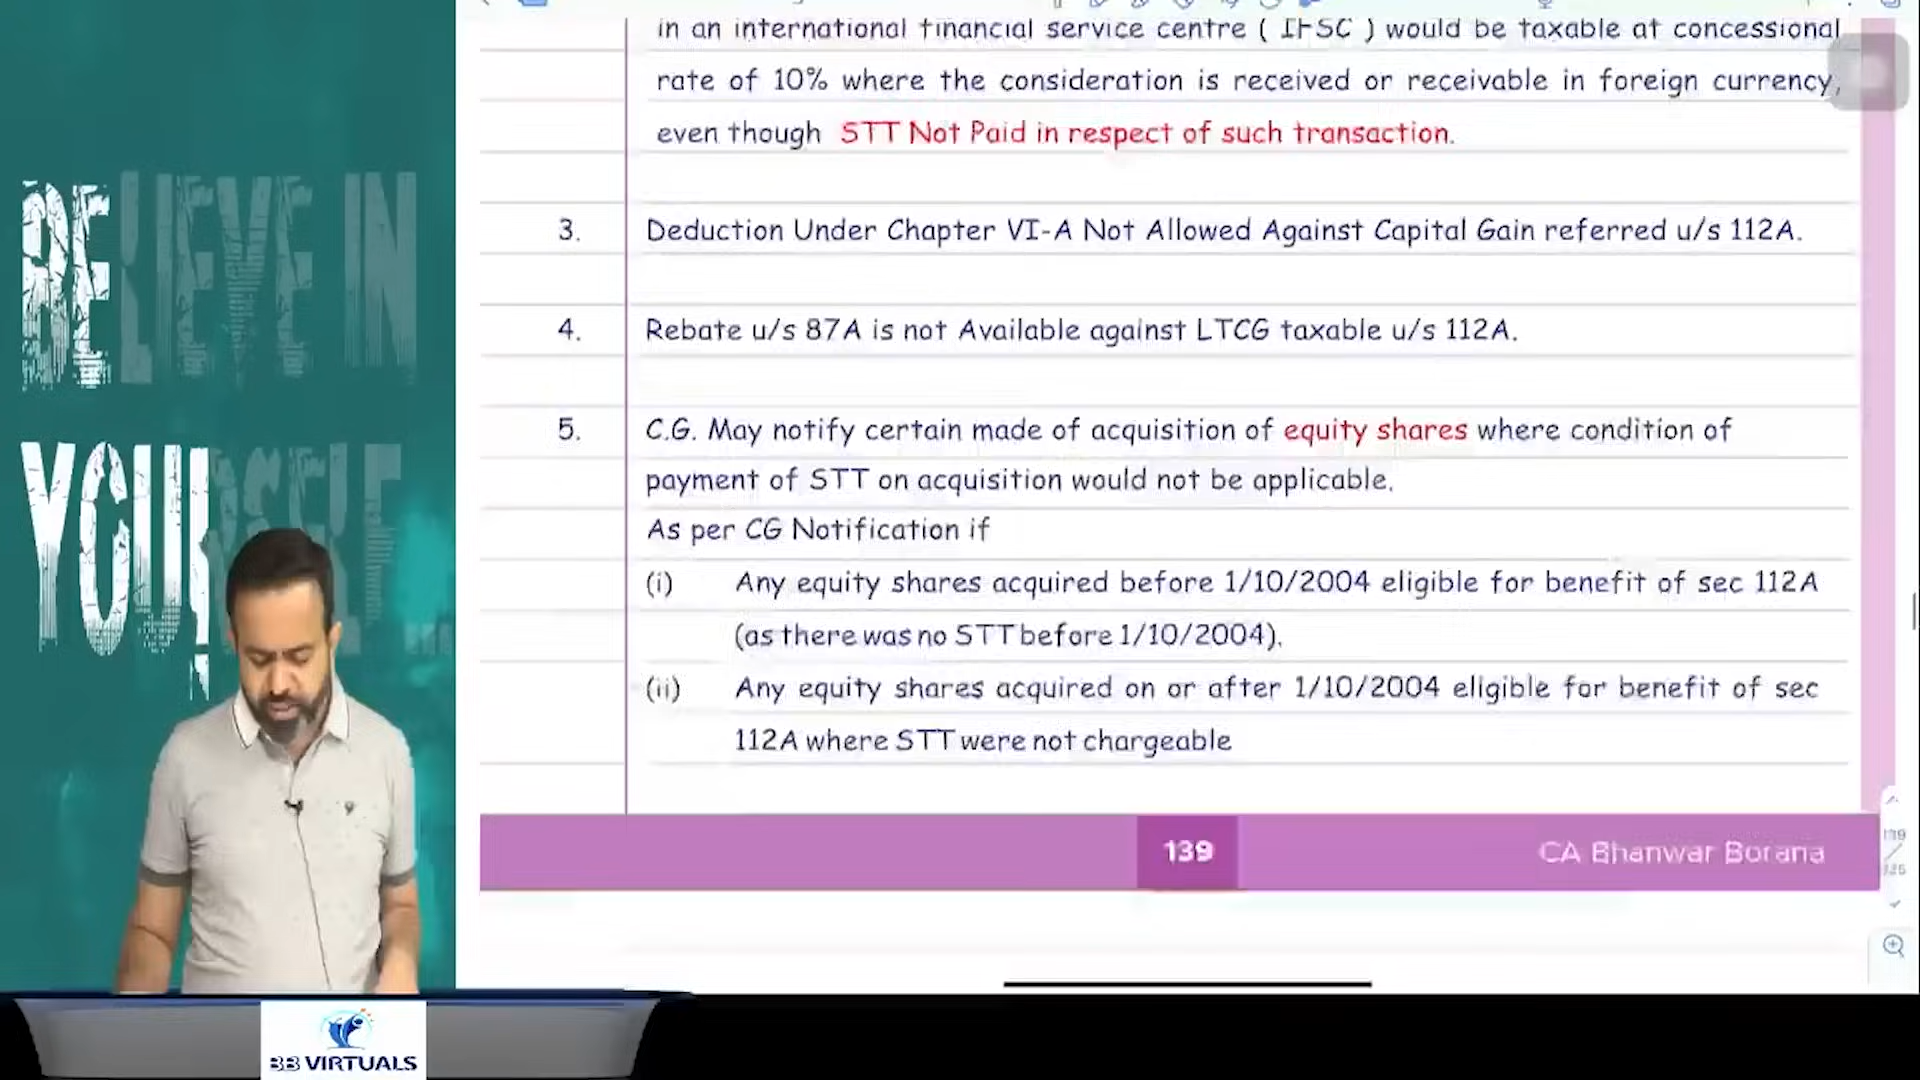 BELIEVE IN
YOURSELF...
in an international financial service centre ( IFSC ) would be taxable at concessional
rate of 10% where the consideration is received or receivable in foreign currency,
even though STT Not Paid in respect of such transaction.
3. Deduction Under Chapter VI-A Not Allowed Against Capital Gain referred u/s 112A.
4. Rebate u/s 87A is not Available against LTCG taxable u/s 112A.
5. C.G. May notify certain made of acquisition of equity shares where condition of
payment of STT on acquisition would not be applicable.
As per CG Notification if
(i) Any equity shares acquired before 1/10/2004 eligible for benefit of sec 112A
(as there was no STT before 1/10/2004).
(ii) Any equity shares acquired on or after 1/10/2004 eligible for benefit of sec
112A where STT were not chargeable
139 CA Bhanwar Borana
139
BB VIRTUALS